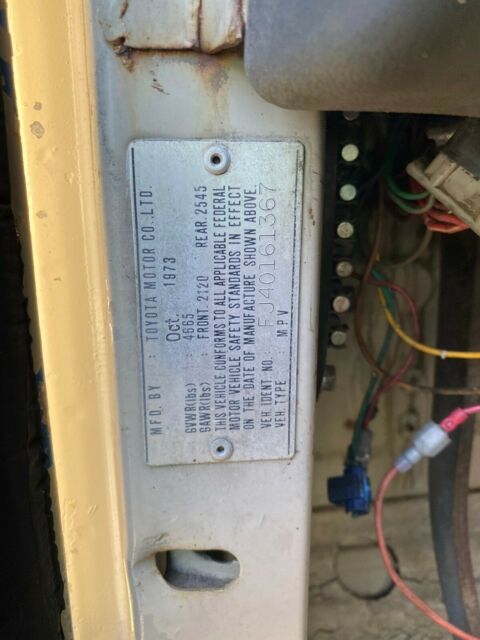 MFD. BY : TOYOTA MOTOR CO.,LTD.
Oct. 1973
GVWR(lbs) : 4665
GAWR(lbs) : FRONT. 2120 REAR. 2545
THIS VEHICLE CONFORMS TO ALL APPLICABLE FEDERAL
MOTOR VEHICLE SAFETY STANDARDS IN EFFECT
ON THE DATE OF MANUFACTURE SHOWN ABOVE.
VEH. IDENT. NO. : FJ40161367
VEH. TYPE : MPV